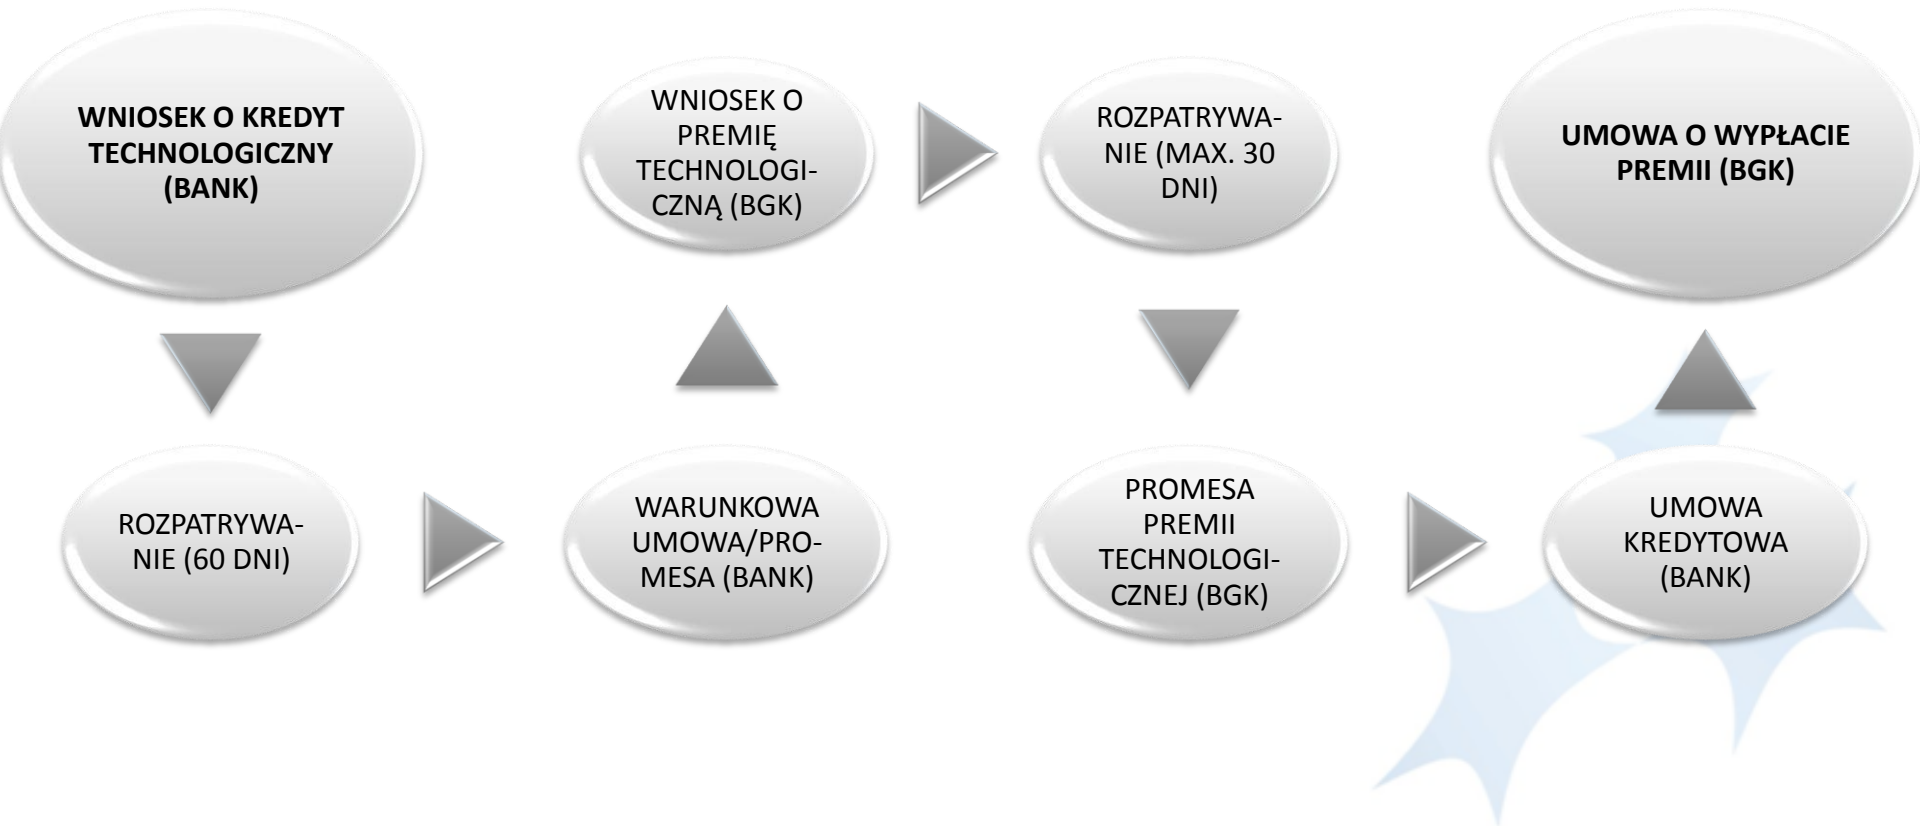 WNIOSEK O KREDYT
TECHNOLOGICZNY
(BANK)
ROZPATRYWA-
NIE (60 DNI)
WARUNKOWA
UMOWA/PRO-
MESA (BANK)
WNIOSEK O
PREMIĘ
TECHNOLOGI-
CZNĄ (BGK)
ROZPATRYWA-
NIE (MAX. 30
DNI)
PROMESA
PREMII
TECHNOLOGI-
CZNEJ (BGK)
UMOWA
KREDYTOWA
(BANK)
UMOWA O WYPŁACIE
PREMII (BGK)